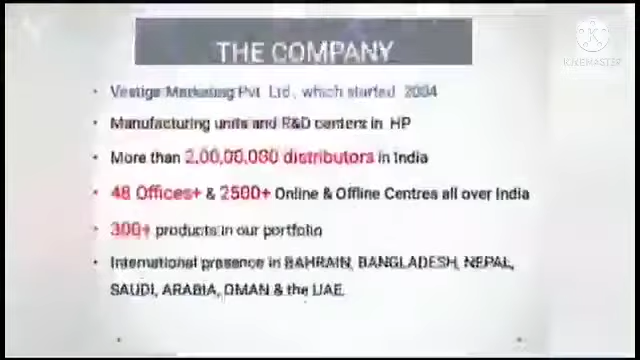 THE COMPANY
KINEMASTER
• Vestige Marketing Pvt Ltd., which started 2004
• Manufacturing units and R&D centers in HP
• More than 2,00,00,000 distributors in India
• 48 Offices+ & 2500+ Online & Offline Centres all over India
• 300+ products in our portfolio
• International presence in BAHRAIN, BANGLADESH, NEPAL,
SAUDI, ARABIA, OMAN & the UAE.